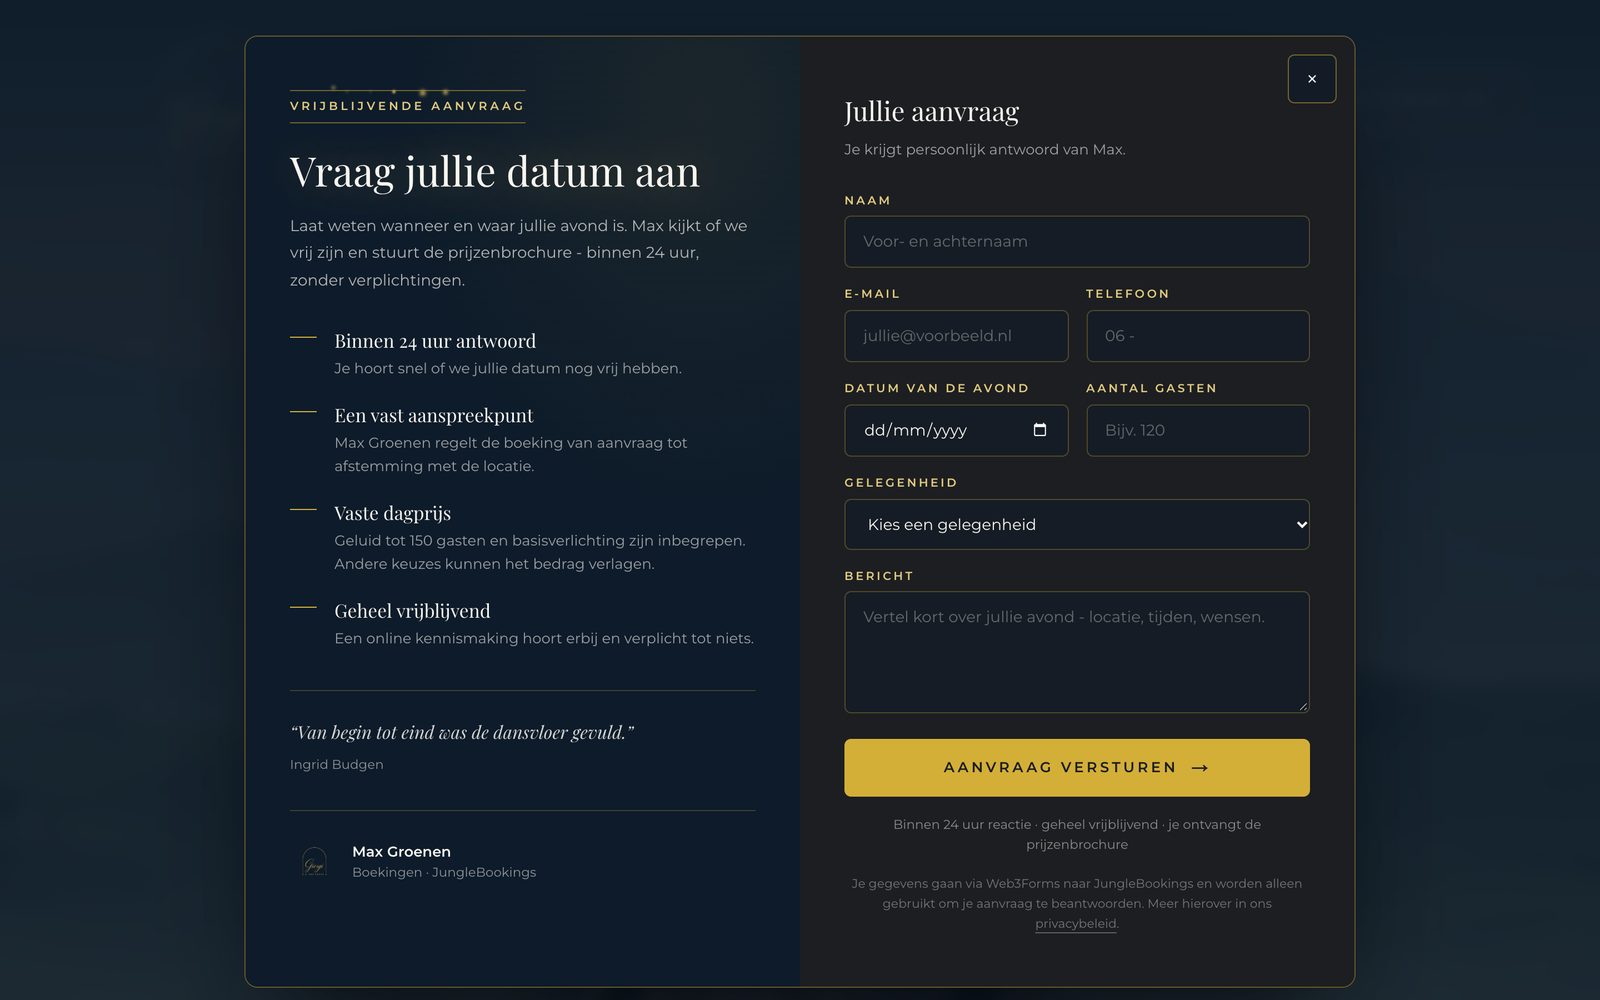 VRIJBLIJVENDE AANVRAAG
Vraag jullie datum aan
Laat weten wanneer en waar jullie avond is. Max kijkt of we
vrij zijn en stuurt de prijzenbrochure - binnen 24 uur,
zonder verplichtingen.
Binnen 24 uur antwoord
Je hoort snel of we jullie datum nog vrij hebben.
Een vast aanspreekpunt
Max Groenen regelt de boeking van aanvraag tot
afstemming met de locatie.
Vaste dagprijs
Geluid tot 150 gasten en basisverlichting zijn inbegrepen.
Andere keuzes kunnen het bedrag verlagen.
Geheel vrijblijvend
Een online kennismaking hoort erbij en verplicht tot niets.
“Van begin tot eind was de dansvloer gevuld.”
Ingrid Budgen
Max Groenen
Boekingen · JungleBookings
×
Jullie aanvraag
Je krijgt persoonlijk antwoord van Max.
NAAM
Voor- en achternaam
E-MAIL
jullie@voorbeeld.nl
TELEFOON
06 -
DATUM VAN DE AVOND
dd/mm/yyyy
AANTAL GASTEN
Bijv. 120
GELEGENHEID
Kies een gelegenheid
BERICHT
Vertel kort over jullie avond - locatie, tijden, wensen.
AANVRAAG VERSTUREN →
Binnen 24 uur reactie · geheel vrijblijvend · je ontvangt de
prijzenbrochure
Je gegevens gaan via Web3Forms naar JungleBookings en worden alleen
gebruikt om je aanvraag te beantwoorden. Meer hierover in ons
privacybeleid.